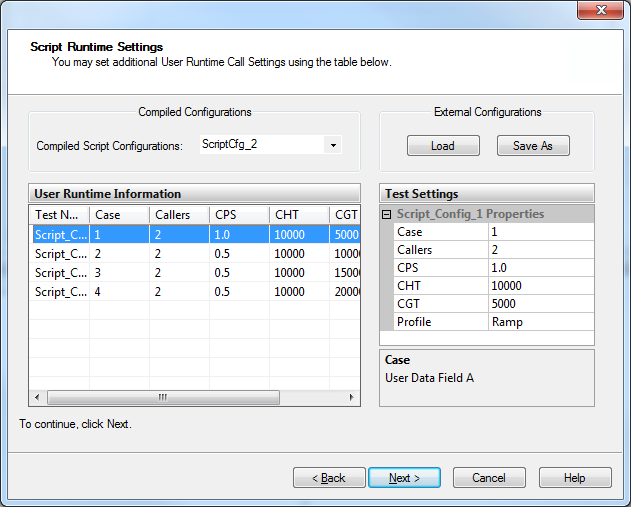 Script Runtime Settings
You may set additional User Runtime Call Settings using the table below.
Compiled Configurations
External Configurations
Compiled Script Configurations: ScriptCfg_2
Load Save As
User Runtime Information
Test N... Case Callers CPS CHT CGT
Script_C... 1 2 1.0 10000 5000
Script_C... 2 2 0.5 10000 10000
Script_C... 3 2 0.5 10000 15000
Script_C... 4 2 0.5 10000 20000
Test Settings
Script_Config_1 Properties
Case 1
Callers 2
CPS 1.0
CHT 10000
CGT 5000
Profile Ramp
Case
User Data Field A
To continue, click Next.
< Back Next > Cancel Help